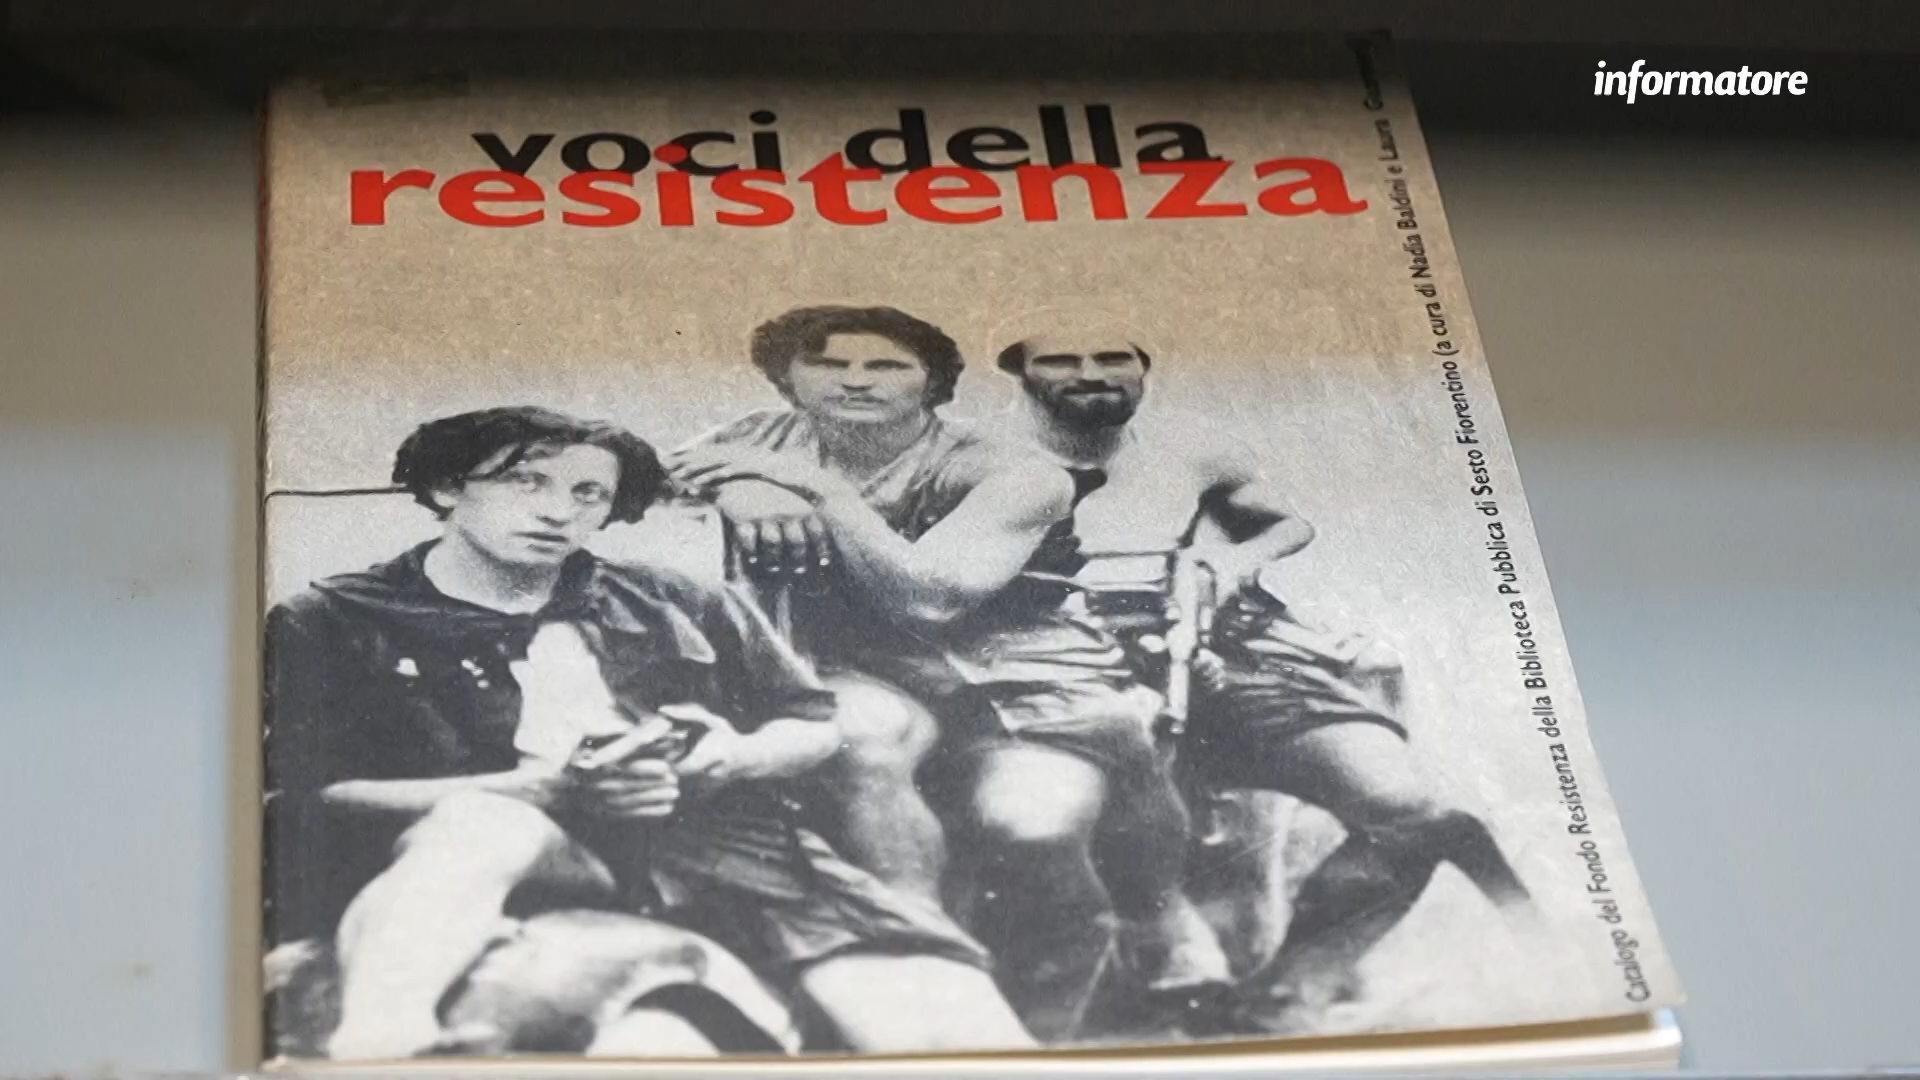 informatore
voci della
resistenza
Catalogo del Fondo Resistenza della Biblioteca Pubblica di Sesto Fiorentino (a cura di Nadia Baldini e Laura